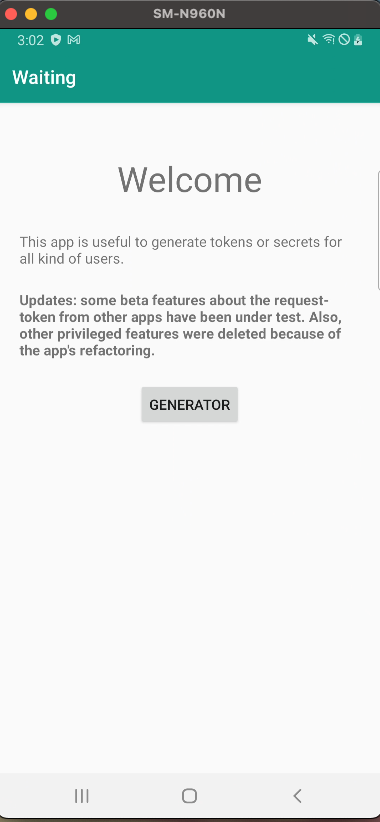 SM-N960N
3:02
Waiting
Welcome
This app is useful to generate tokens or secrets for
all kind of users.
Updates: some beta features about the request-
token from other apps have been under test. Also,
other privileged features were deleted because of
the app's refactoring.
GENERATOR